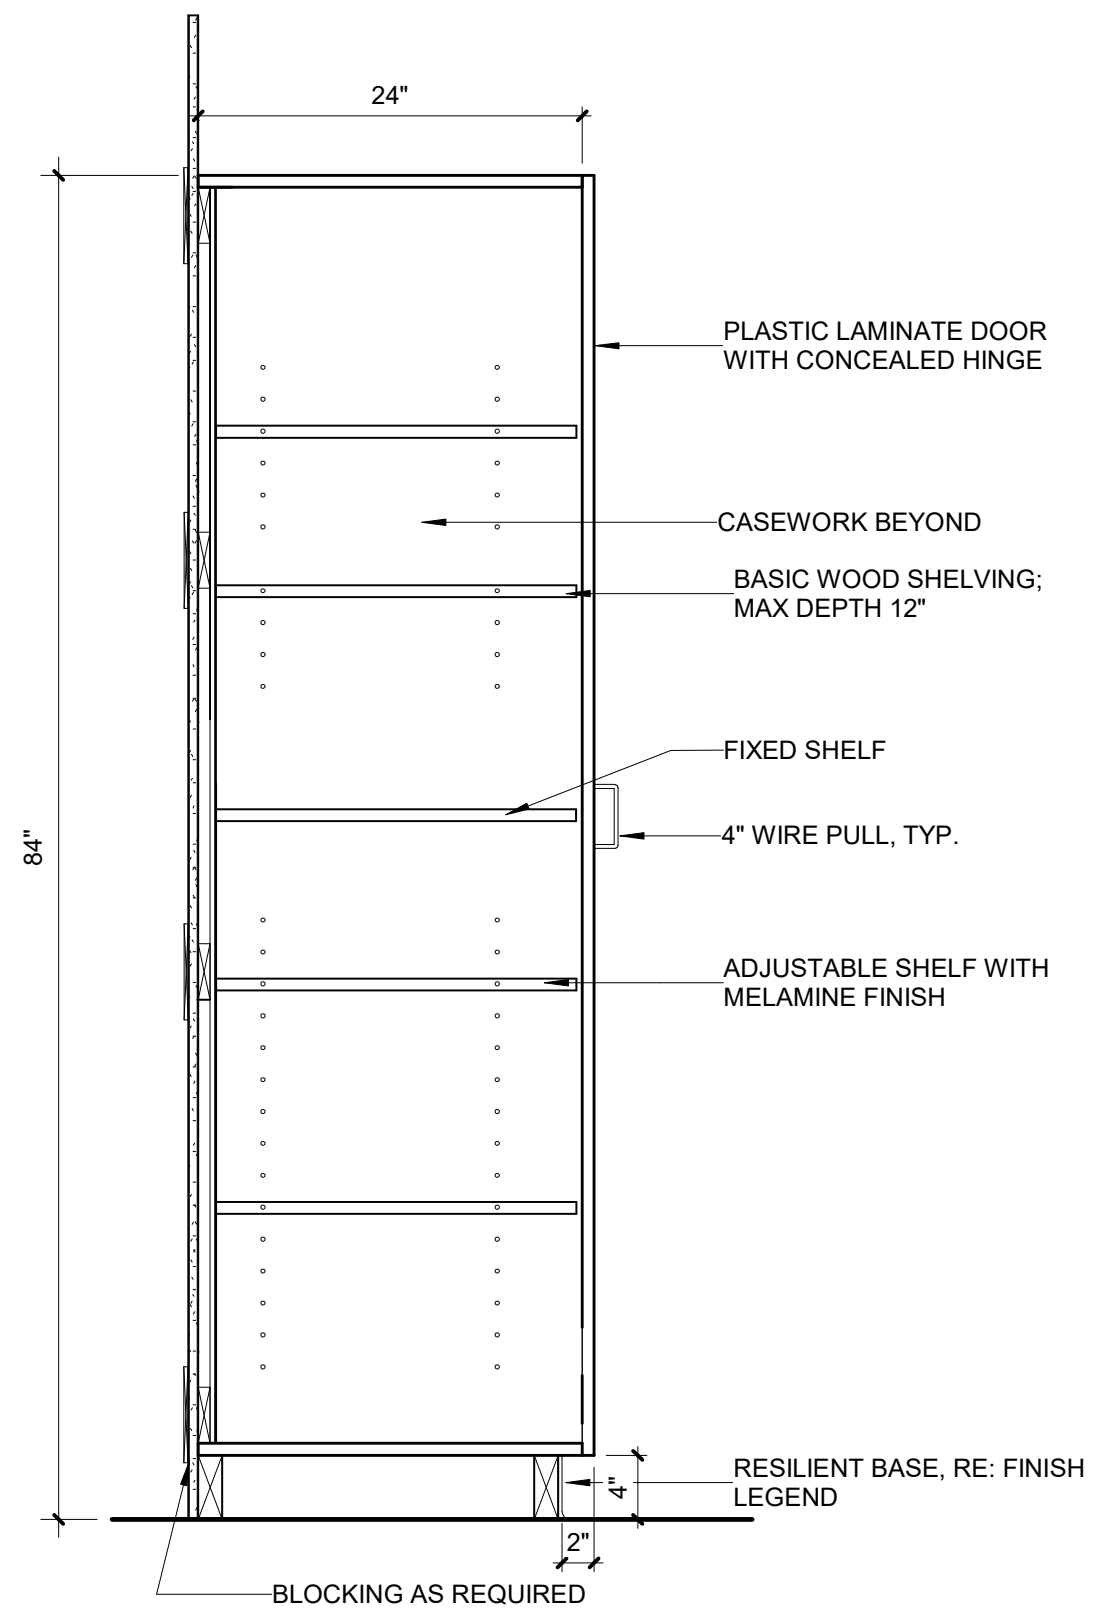 24"
PLASTIC LAMINATE DOOR
WITH CONCEALED HINGE
CASEWORK BEYOND
BASIC WOOD SHELVING;
MAX DEPTH 12"
FIXED SHELF
84"
4" WIRE PULL, TYP.
ADJUSTABLE SHELF WITH
MELAMINE FINISH
RESILIENT BASE, RE: FINISH
LEGEND
4"
2"
BLOCKING AS REQUIRED